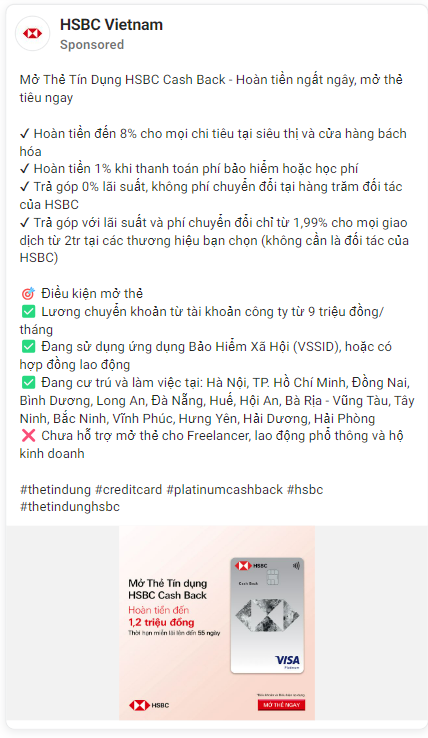 HSBC Vietnam
Sponsored
Mở Thẻ Tín Dụng HSBC Cash Back - Hoàn tiền ngất ngây, mở thẻ
tiêu ngay
✓ Hoàn tiền đến 8% cho mọi chi tiêu tại siêu thị và cửa hàng bách
hóa
✓ Hoàn tiền 1% khi thanh toán phí bảo hiểm hoặc học phí
✓ Trả góp 0% lãi suất, không phí chuyển đổi tại hàng trăm đối tác
của HSBC
✓ Trả góp với lãi suất và phí chuyển đổi chỉ từ 1,99% cho mọi giao
dịch từ 2tr tại các thương hiệu bạn chọn (không cần là đối tác của
HSBC)
🎯 Điều kiện mở thẻ
✅ Lương chuyển khoản từ tài khoản công ty từ 9 triệu đồng/
tháng
✅ Đang sử dụng ứng dụng Bảo Hiểm Xã Hội (VSSID), hoặc có
hợp đồng lao động
✅ Đang cư trú và làm việc tại: Hà Nội, TP. Hồ Chí Minh, Đồng Nai,
Bình Dương, Long An, Đà Nẵng, Huế, Hội An, Bà Rịa - Vũng Tàu, Tây
Ninh, Bắc Ninh, Vĩnh Phúc, Hưng Yên, Hải Dương, Hải Phòng
❌ Chưa hỗ trợ mở thẻ cho Freelancer, lao động phổ thông và hộ
kinh doanh
#thetindung #creditcard #platinumcashback #hsbc
#thetindunghsbc
Mở Thẻ Tín dụng
HSBC Cash Back
Hoàn tiền đến
1,2 triệu đồng
Thời hạn miễn lãi lên đến 55 ngày
HSBC
Cash Back
VISA
Platinum
HSBC
MỞ THẺ NGAY